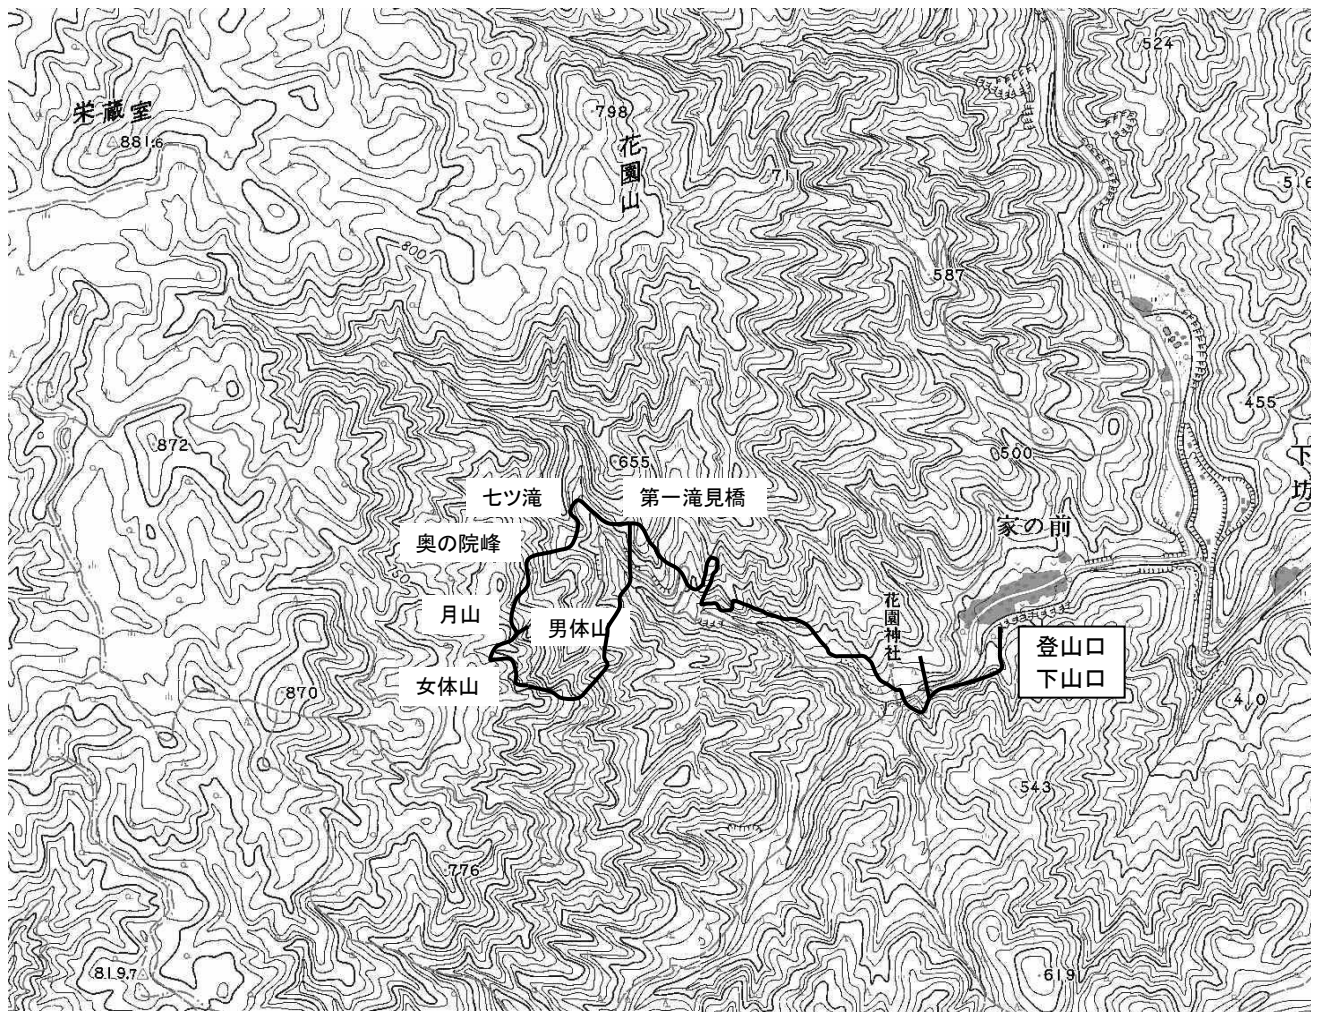 524
栄蔵室
881.6
798
花園山
711
516
800
587
455
872
500
下坊
655
七ツ滝
第一滝見橋
家の前
奥の院峰
花園神社
月山
男体山
登山口
下山口
女体山
870
410
543
776
819.7
619